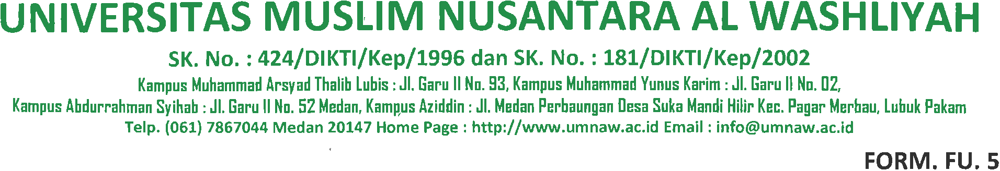 UNIVERSITAS MUSLIM NUSANTARA AL WASHLIYAH
SK. No. : 424/DIKTI/Kep/1996 dan SK. No. : 181/DIKTI/Kep/2002
Kampus Muhammad Arsyad Thalib Lubis : Jl. Garu II No. 93, Kampus Muhammad Yunus Karim : Jl. Garu II No. 02,
Kampus Abdurrahman Syihab : Jl. Garu II No. 52 Medan, Kampus Aziddin : Jl. Medan Perbaungan Desa Suka Mandi Hilir Kec. Pagar Merbau, Lubuk Pakam
Telp. (061) 7867044 Medan 20147 Home Page : http://www.umnaw.ac.id Email : info@umnaw.ac.id
FORM. FU. 5